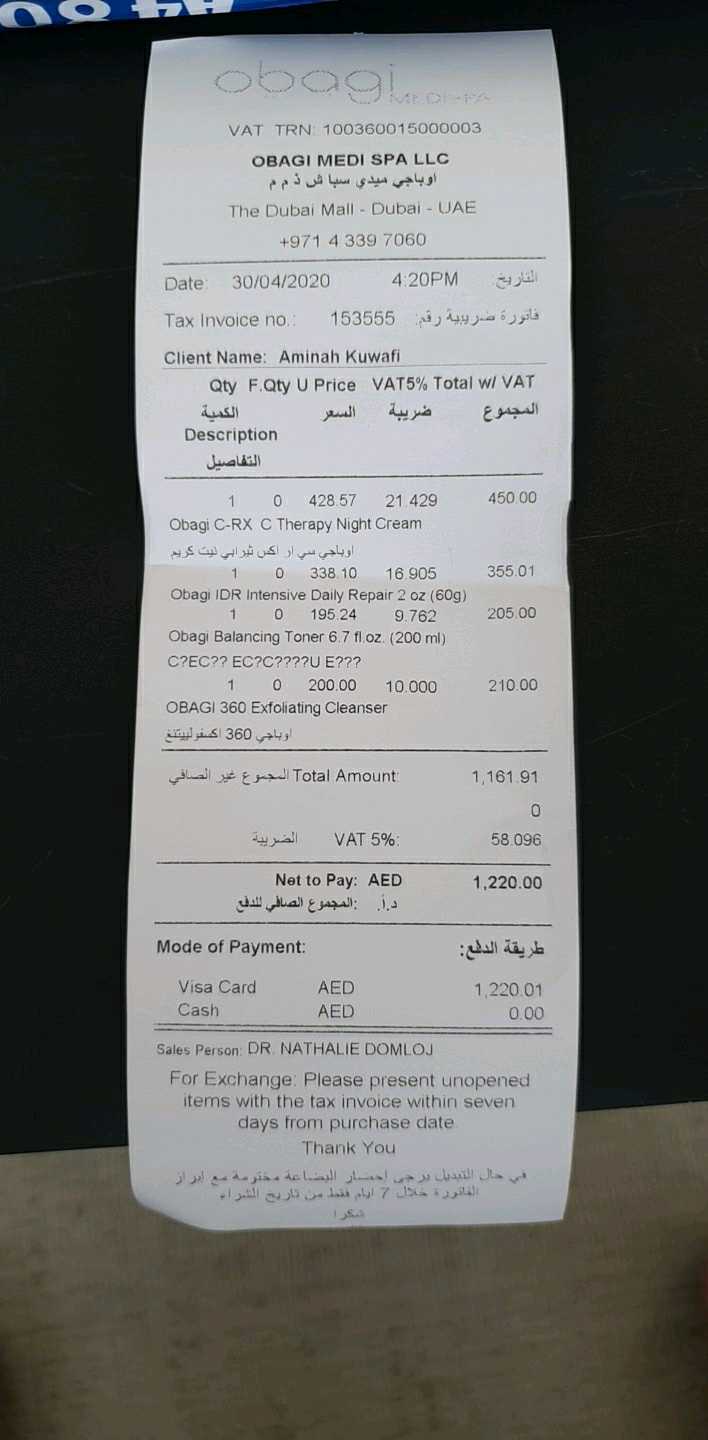 A4 80
obagi
MEDISPA
VAT TRN: 100360015000003
OBAGI MEDI SPA LLC
اوباجي ميدي سبا ش ذ م م
The Dubai Mall - Dubai - UAE
+971 4 339 7060
Date: 30/04/2020 4:20PM التاريخ:
Tax Invoice no.: 153555 فاتورة ضريبية رقم:
Client Name: Aminah Kuwafi
Qty F.Qty U Price VAT5% Total w/ VAT
الكمية السعر ضريبة المجموع
Description
التفاصيل
1 0 428.57 21.429 450.00
Obagi C-RX C Therapy Night Cream
اوباجي سي ار اكس ثيرابي نيت كريم
1 0 338.10 16.905 355.01
Obagi IDR Intensive Daily Repair 2 oz (60g)
1 0 195.24 9.762 205.00
Obagi Balancing Toner 6.7 fl.oz. (200 ml)
C?EC?? EC?C????U E???
1 0 200.00 10.000 210.00
OBAGI 360 Exfoliating Cleanser
اوباجي 360 اكسفولييتنغ
المجموع غير الصافي Total Amount: 1,161.91
0
الضريبة VAT 5%: 58.096
Net to Pay: AED 1,220.00
المجموع الصافي للدفع: د.أ.
Mode of Payment: طريقة الدفع:
Visa Card AED 1,220.01
Cash AED 0.00
Sales Person: DR. NATHALIE DOMLOJ
For Exchange: Please present unopened
items with the tax invoice within seven
days from purchase date.
Thank You
في حال التبديل يرجى احضار البضاعة مختومة مع ابراز
الفاتورة خلال 7 ايام فقط من تاريخ الشراء
شكرا